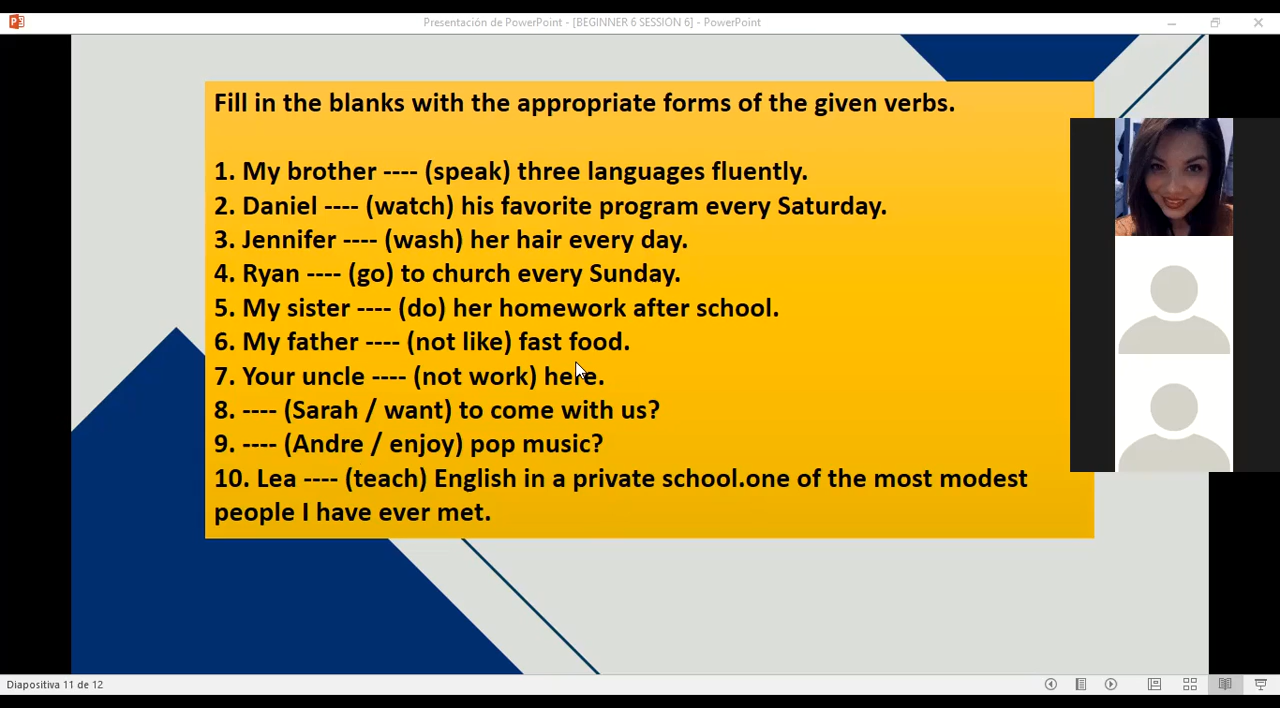 Presentación de PowerPoint - [BEGINNER 6 SESSION 6] - PowerPoint
Fill in the blanks with the appropriate forms of the given verbs.
1. My brother ---- (speak) three languages fluently.
2. Daniel ---- (watch) his favorite program every Saturday.
3. Jennifer ---- (wash) her hair every day.
4. Ryan ---- (go) to church every Sunday.
5. My sister ---- (do) her homework after school.
6. My father ---- (not like) fast food.
7. Your uncle ---- (not work) here.
8. ---- (Sarah / want) to come with us?
9. ---- (Andre / enjoy) pop music?
10. Lea ---- (teach) English in a private school.one of the most modest
people I have ever met.
Diapositiva 11 de 12